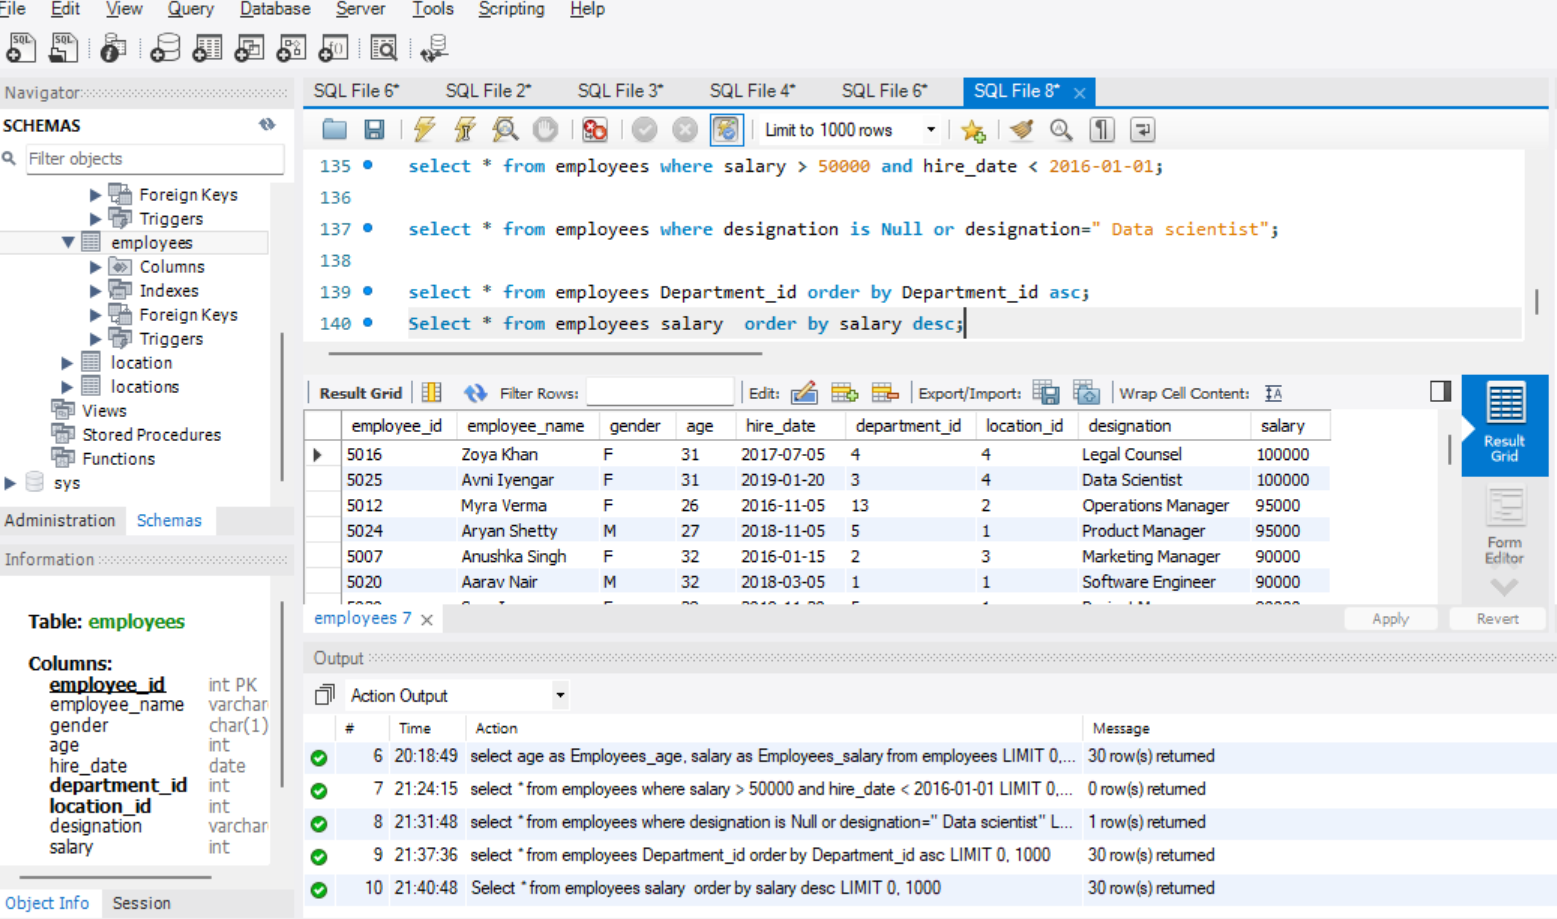 File Edit View Query Database Server Tools Scripting Help
Navigator
SCHEMAS
Filter objects
Foreign Keys
Triggers
employees
Columns
Indexes
Foreign Keys
Triggers
location
locations
Views
Stored Procedures
Functions
sys
Administration Schemas
Information
Table: employees
Columns:
employee_id int PK
employee_name varchar
gender char(1)
age int
hire_date date
department_id int
location_id int
designation varchar
salary int
Object Info Session
SQL File 6* SQL File 2* SQL File 3* SQL File 4* SQL File 6* SQL File 8*
Limit to 1000 rows
135 select * from employees where salary > 50000 and hire_date < 2016-01-01;
136
137 select * from employees where designation is Null or designation=" Data scientist";
138
139 select * from employees Department_id order by Department_id asc;
140 Select * from employees salary  order by salary desc;
Result Grid Filter Rows: Edit: Export/Import: Wrap Cell Content:
employee_id employee_name gender age hire_date department_id location_id designation salary
5016 Zoya Khan F 31 2017-07-05 4 4 Legal Counsel 100000
5025 Avni Iyengar F 31 2019-01-20 3 4 Data Scientist 100000
5012 Myra Verma F 26 2016-11-05 13 2 Operations Manager 95000
5024 Aryan Shetty M 27 2018-11-05 5 1 Product Manager 95000
5007 Anushka Singh F 32 2016-01-15 2 3 Marketing Manager 90000
5020 Aarav Nair M 32 2018-03-05 1 1 Software Engineer 90000
Result
Grid
Form
Editor
employees 7 Apply Revert
Output
Action Output
# Time Action Message
6 20:18:49 select age as Employees_age, salary as Employees_salary from employees LIMIT 0,... 30 row(s) returned
7 21:24:15 select * from employees where salary > 50000 and hire_date < 2016-01-01 LIMIT 0,... 0 row(s) returned
8 21:31:48 select * from employees where designation is Null or designation=" Data scientist" L... 1 row(s) returned
9 21:37:36 select * from employees Department_id order by Department_id asc LIMIT 0, 1000 30 row(s) returned
10 21:40:48 Select * from employees salary  order by salary desc LIMIT 0, 1000 30 row(s) returned